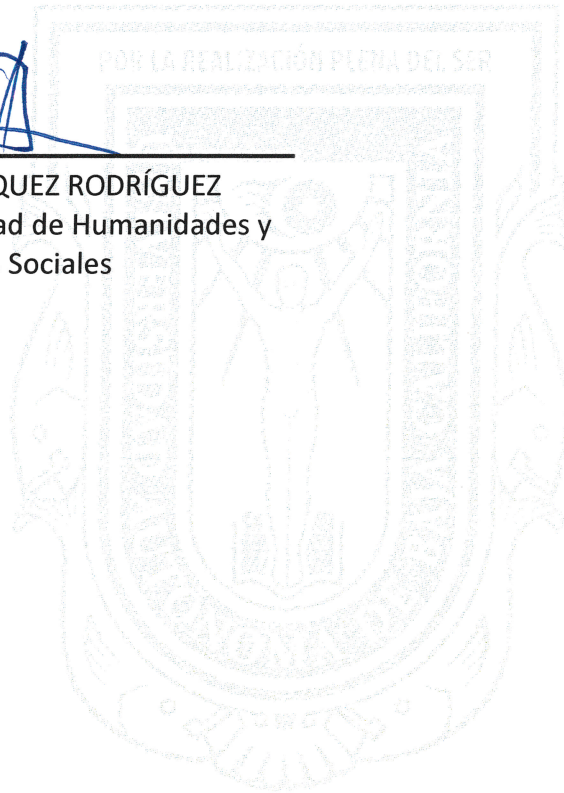 POR LA REALIZACIÓN PLENA DEL SER
QUEZ RODRÍGUEZ
ad de Humanidades y
Sociales